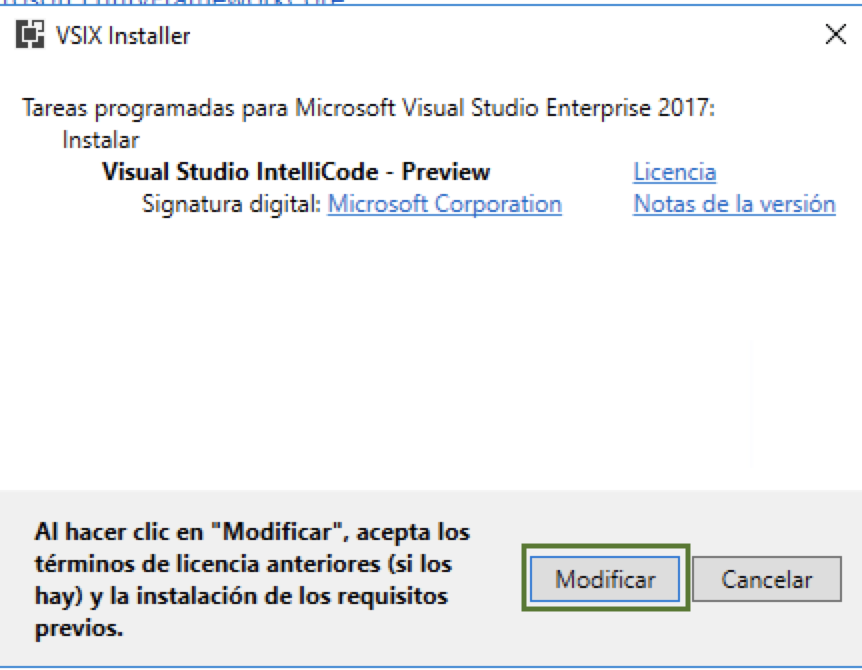 VSIX Installer
Tareas programadas para Microsoft Visual Studio Enterprise 2017:
Instalar
Visual Studio IntelliCode - Preview Licencia
Signatura digital: Microsoft Corporation Notas de la versión
Al hacer clic en "Modificar", acepta los
términos de licencia anteriores (si los
hay) y la instalación de los requisitos
previos.
Modificar Cancelar